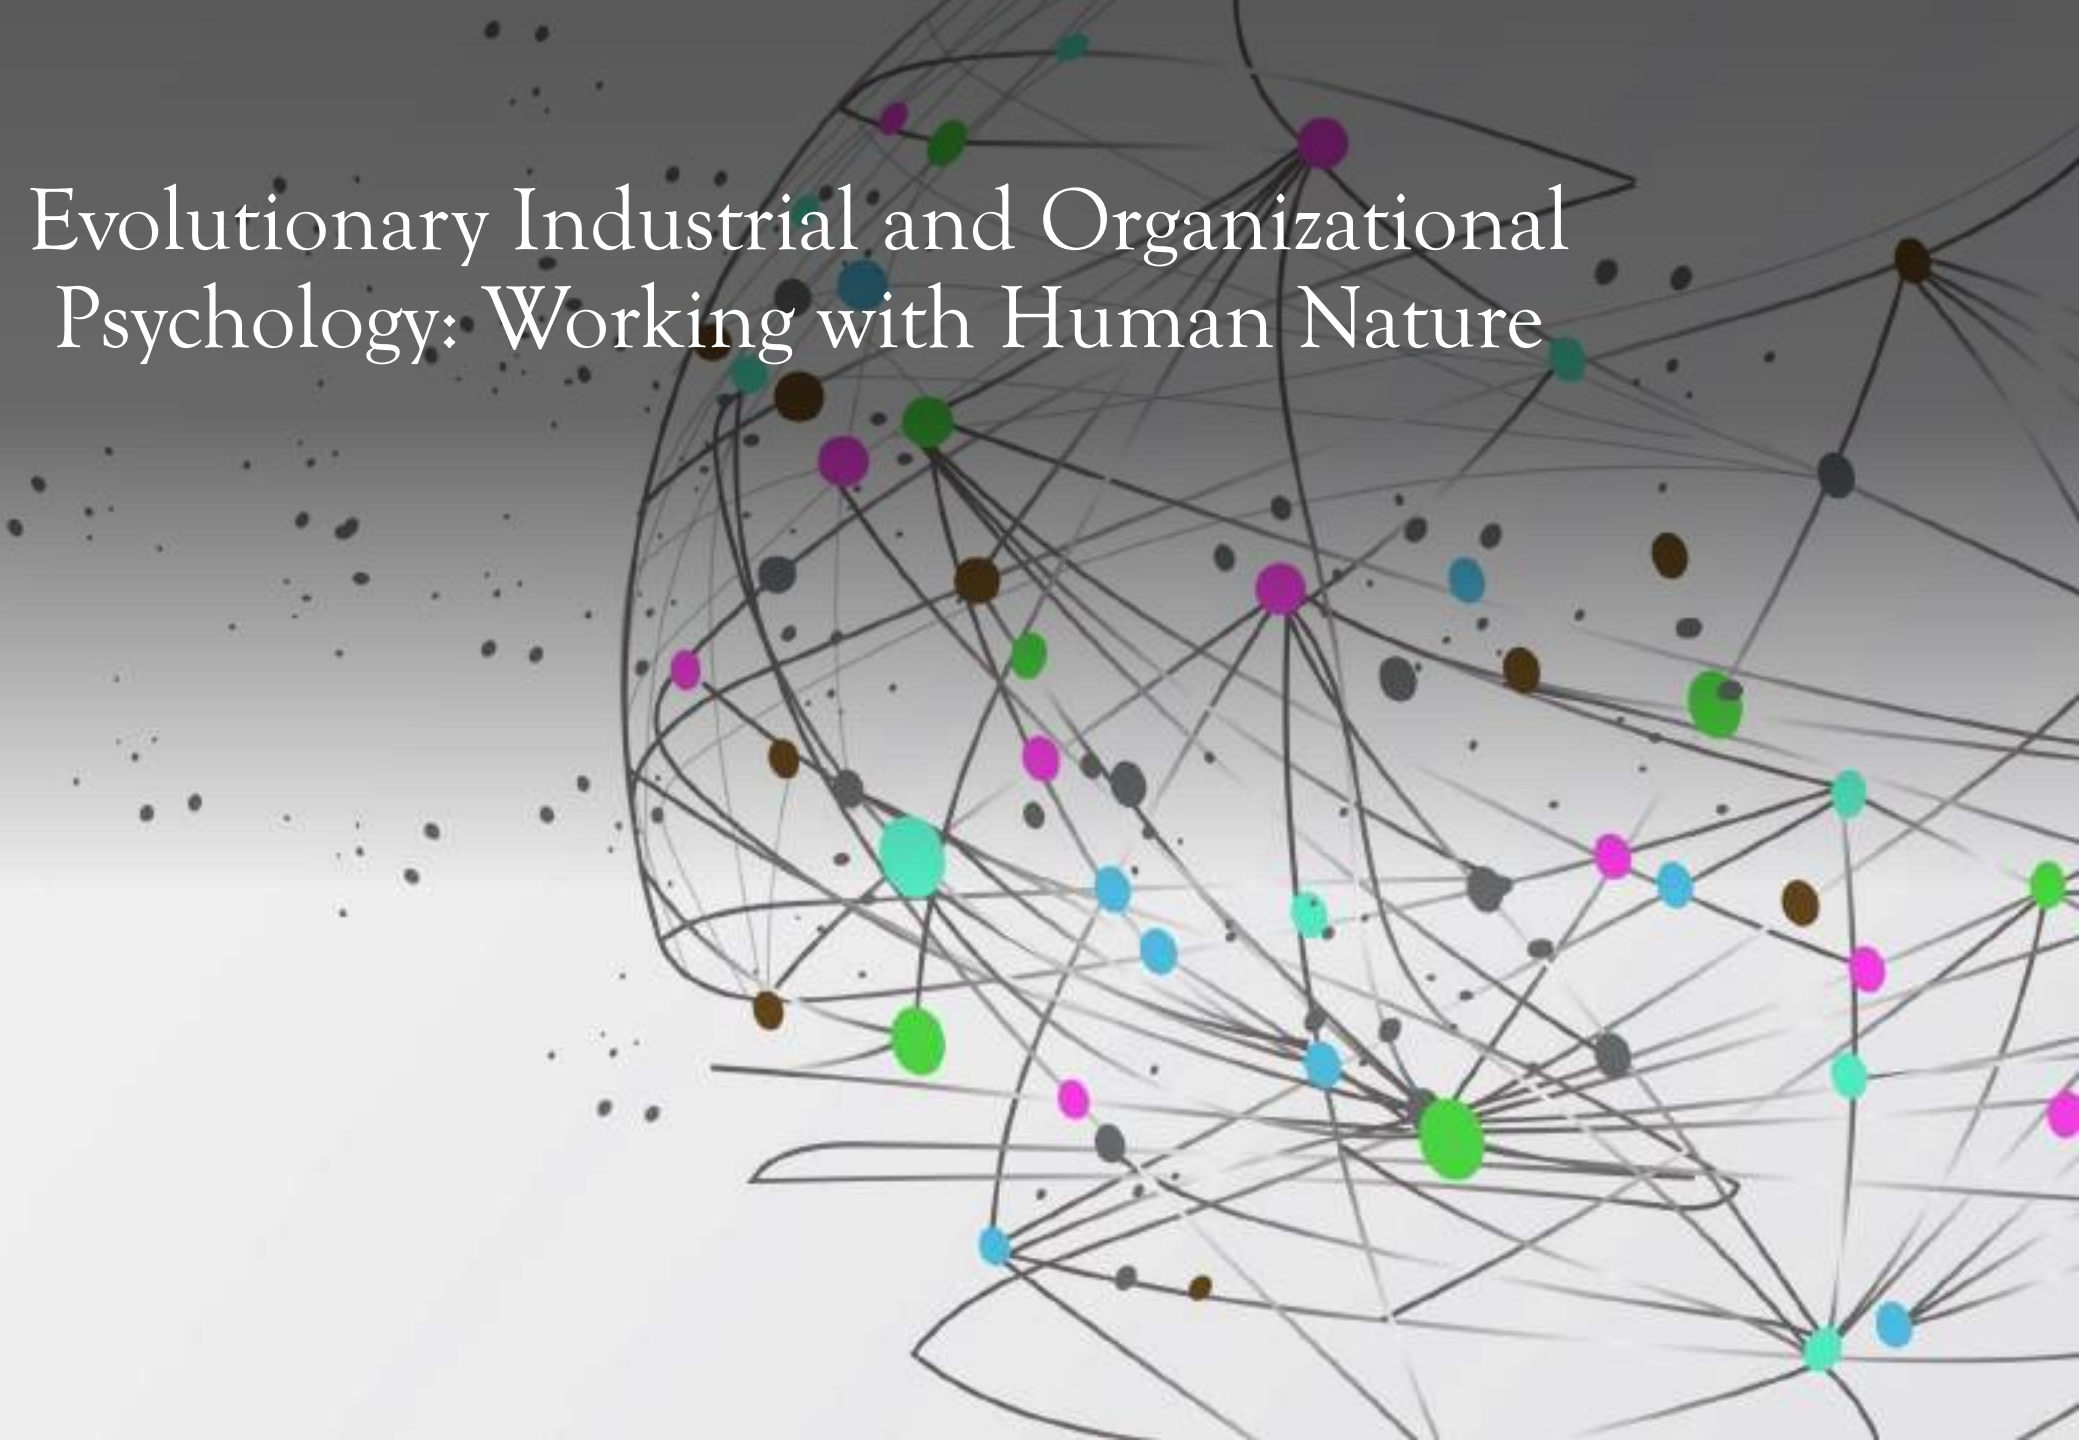 Evolutionary Industrial and Organizational
Psychology: Working with Human Nature